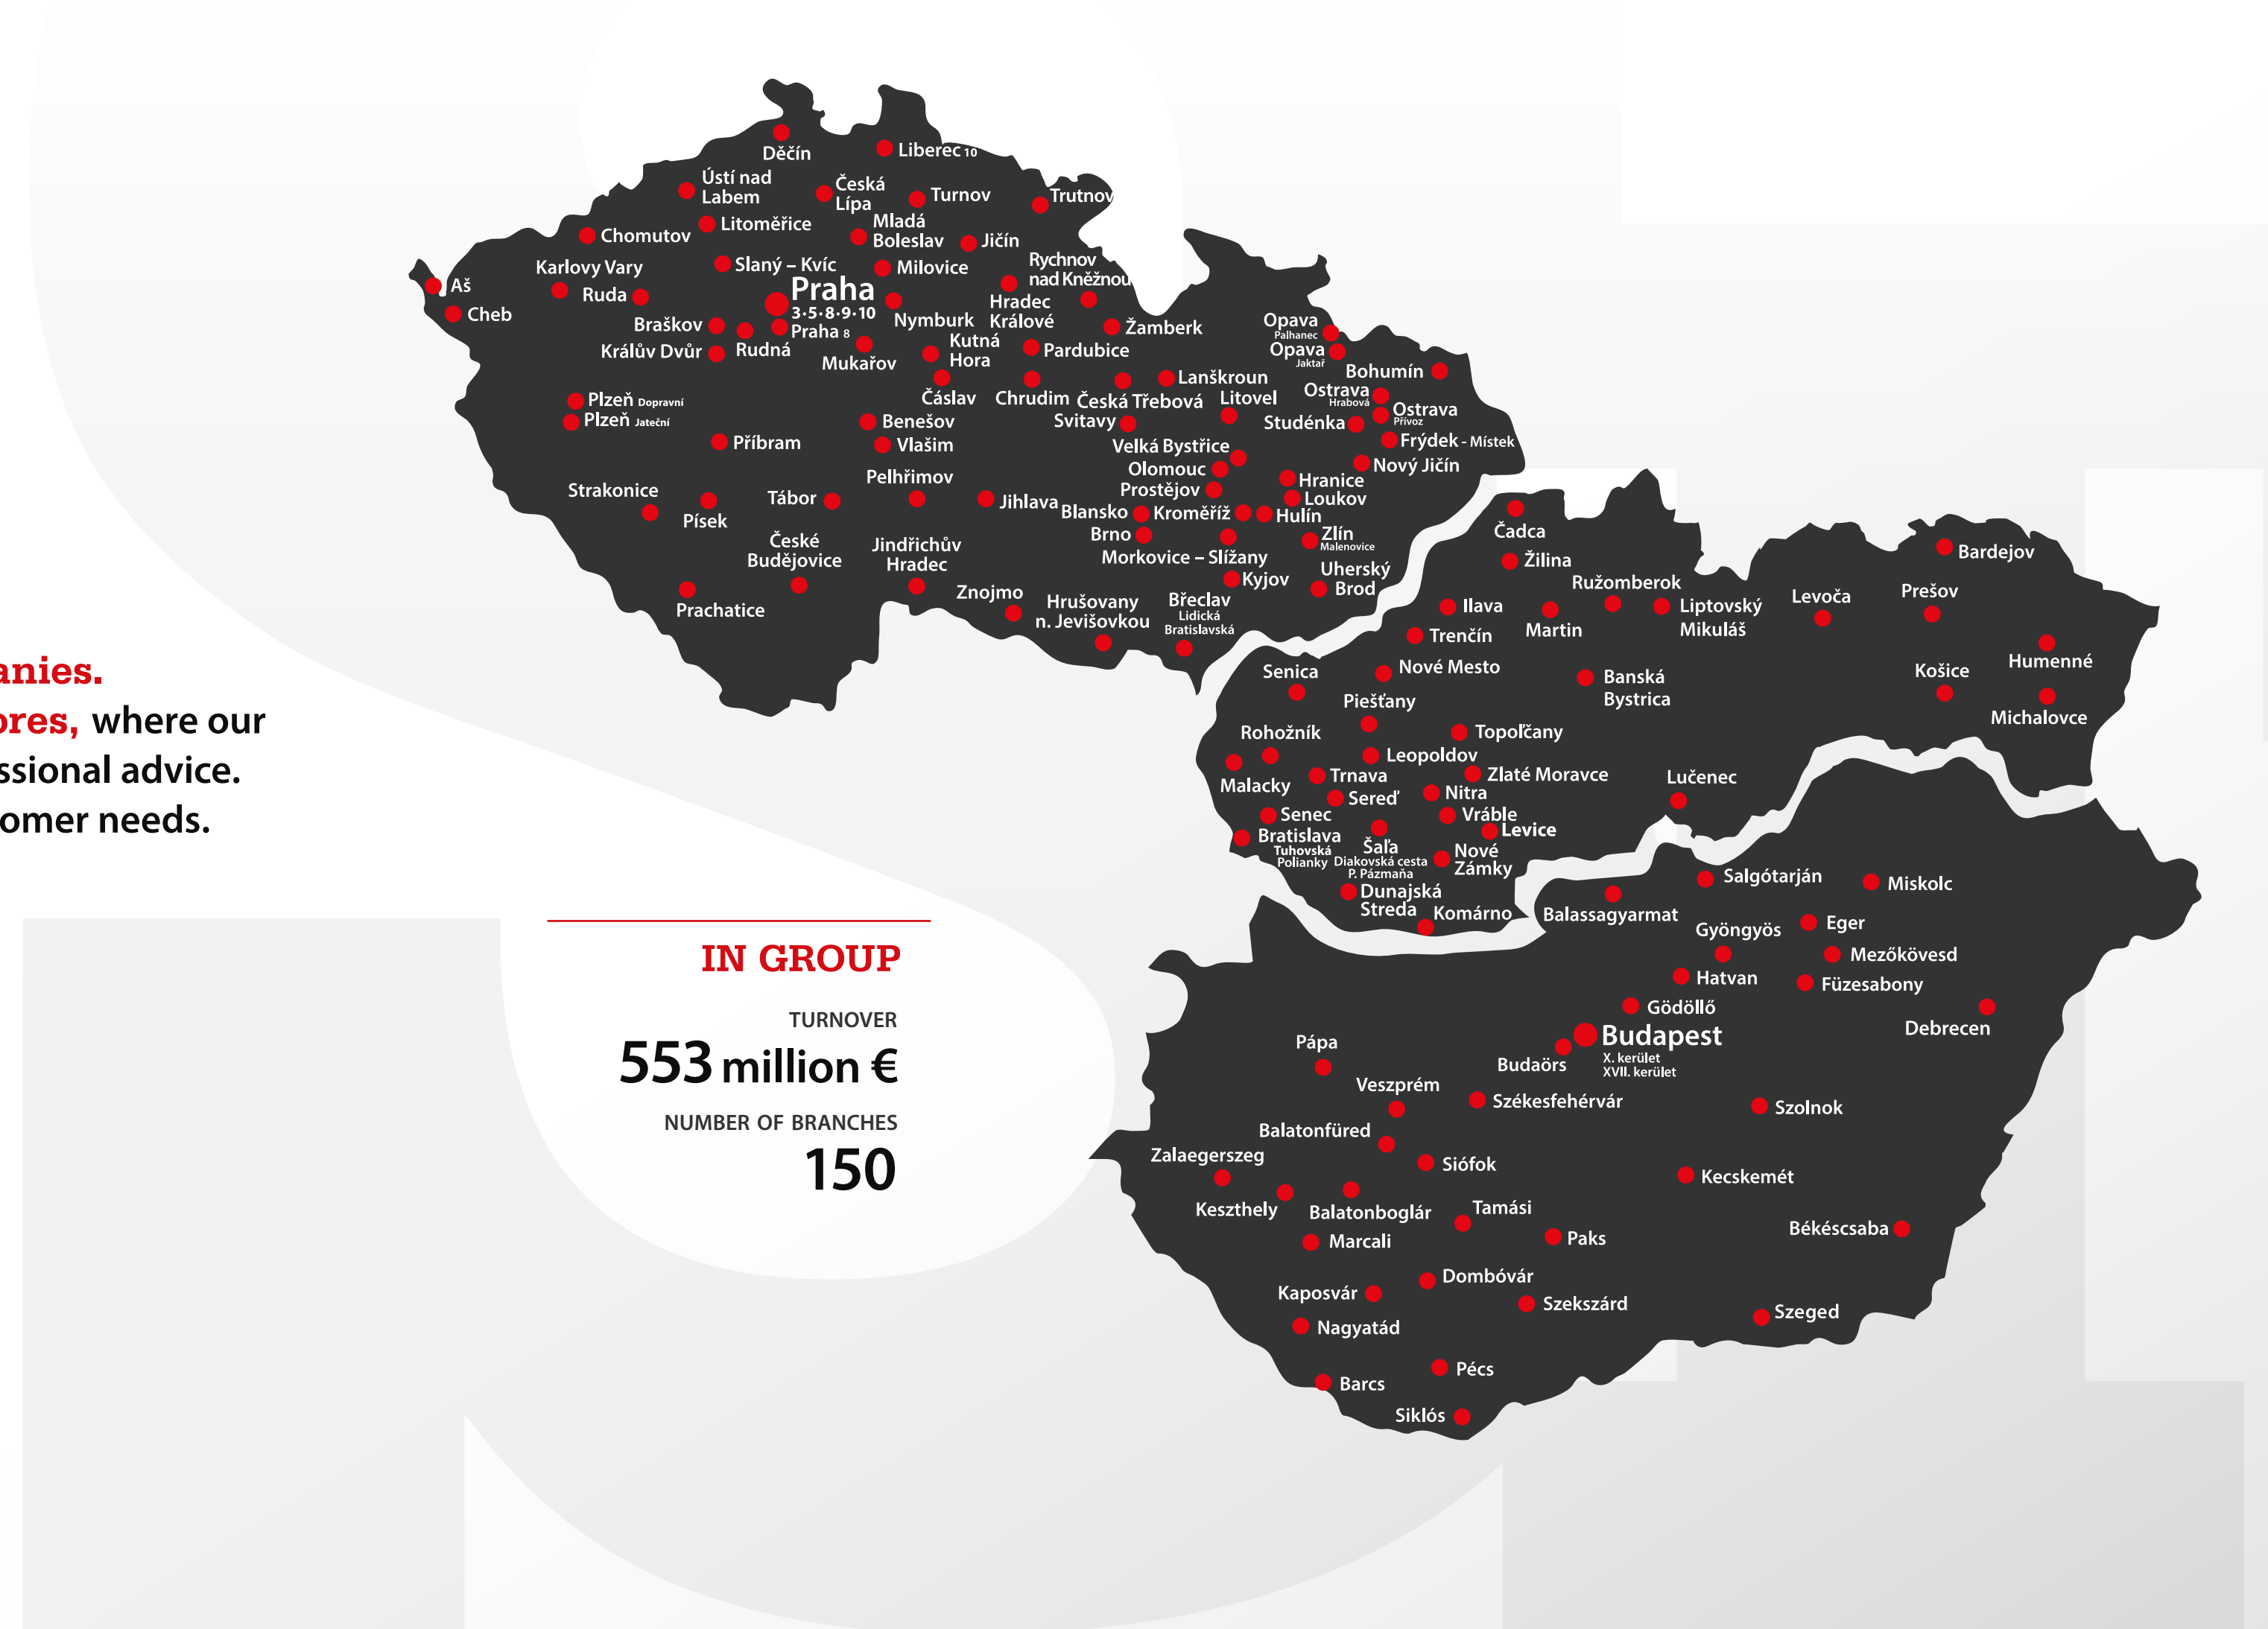 anies.
ores, where our
ssional advice.
omer needs.
IN GROUP
TURNOVER
553 million €
NUMBER OF BRANCHES
150
Děčín
Liberec 10
Ústí nad
Labem
Česká
Lípa
Turnov
Trutnov
Litoměřice
Mladá
Boleslav
Chomutov
Jičín
Karlovy Vary
Slaný – Kvíc
Milovice
Rychnov
nad Kněžnou
Aš
Ruda
Praha
3·5·8·9·10
Praha 8
Cheb
Nymburk
Hradec
Králové
Braškov
Žamberk
Králův Dvůr
Rudná
Mukařov
Kutná
Hora
Pardubice
Opava
Palhanec
Opava
Jaktař
Bohumín
Čáslav
Chrudim
Česká Třebová
Lanškroun
Litovel
Ostrava
Hrabová
Ostrava
Přívoz
Plzeň Dopravní
Plzeň Jateční
Benešov
Svitavy
Studénka
Příbram
Vlašim
Velká Bystřice
Frýdek - Místek
Olomouc
Nový Jičín
Pelhřimov
Prostějov
Hranice
Strakonice
Tábor
Jihlava
Loukov
Písek
Blansko
Kroměříž
Hulín
Brno
Zlín
Malenovice
České
Budějovice
Jindřichův
Hradec
Morkovice – Slížany
Kyjov
Uherský
Brod
Prachatice
Znojmo
Hrušovany
n. Jevišovkou
Břeclav
Lidická
Bratislavská
Čadca
Žilina
Bardejov
Ružomberok
Ilava
Martin
Liptovský
Mikuláš
Levoča
Prešov
Trenčín
Senica
Nové Mesto
Banská
Bystrica
Košice
Humenné
Piešťany
Michalovce
Rohožník
Topoľčany
Leopoldov
Malacky
Trnava
Zlaté Moravce
Lučenec
Sereď
Nitra
Senec
Vráble
Bratislava
Tuhovská
Polianky
Šaľa
Diakovská cesta
P. Pázmaňa
Levice
Nové
Zámky
Dunajská
Streda
Komárno
Balassagyarmat
Salgótarján
Miskolc
Gyöngyös
Eger
Mezőkövesd
Hatvan
Füzesabony
Gödöllő
Debrecen
Budapest
X. kerület
XVII. kerület
Budaörs
Pápa
Veszprém
Székesfehérvár
Szolnok
Balatonfüred
Zalaegerszeg
Siófok
Kecskemét
Keszthely
Balatonboglár
Tamási
Marcali
Paks
Békéscsaba
Dombóvár
Kaposvár
Szekszárd
Szeged
Nagyatád
Pécs
Barcs
Siklós